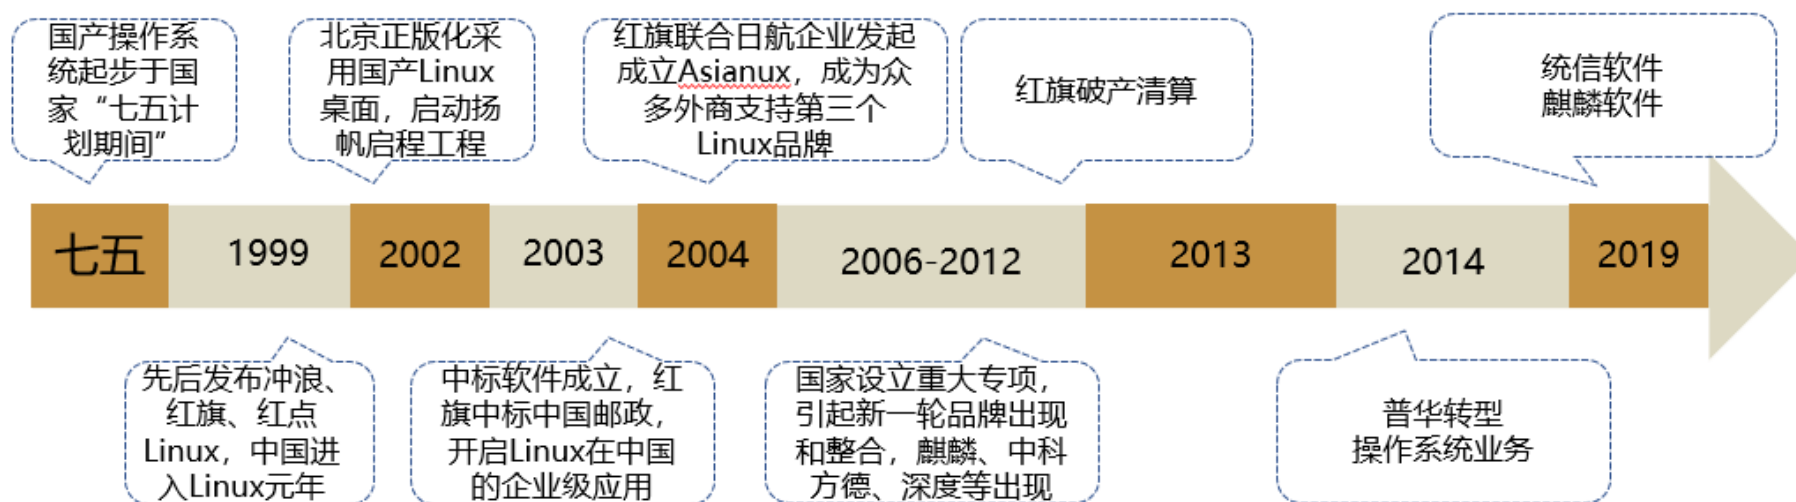 国产操作系
统起步于国
家“七五计
划期间”
北京正版化采
用国产Linux
桌面，启动扬
帆启程工程
红旗联合日航企业发起
成立Asianux，成为众
多外商支持第三个
Linux品牌
红旗破产清算
统信软件
麒麟软件
七五
1999
2002
2003
2004
2006-2012
2013
2014
2019
先后发布冲浪、
红旗、红点
Linux，中国进
入Linux元年
中标软件成立，红
旗中标中国邮政，
开启Linux在中国
的企业级应用
国家设立重大专项，
引起新一轮品牌出现
和整合，麒麟、中科
方德、深度等出现
普华转型
操作系统业务